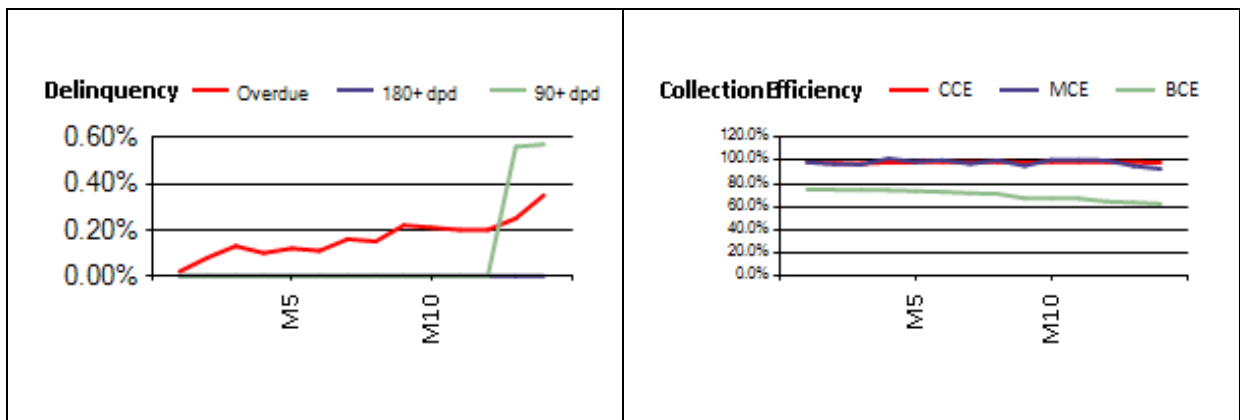 Delinquency Overdue 180+ dpd 90+ dpd
0.60%
0.40%
0.20%
0.00%
M5
M10
Collection Efficiency CCE MCE BCE
120.0%
100.0%
80.0%
60.0%
40.0%
20.0%
0.0%
M5
M10